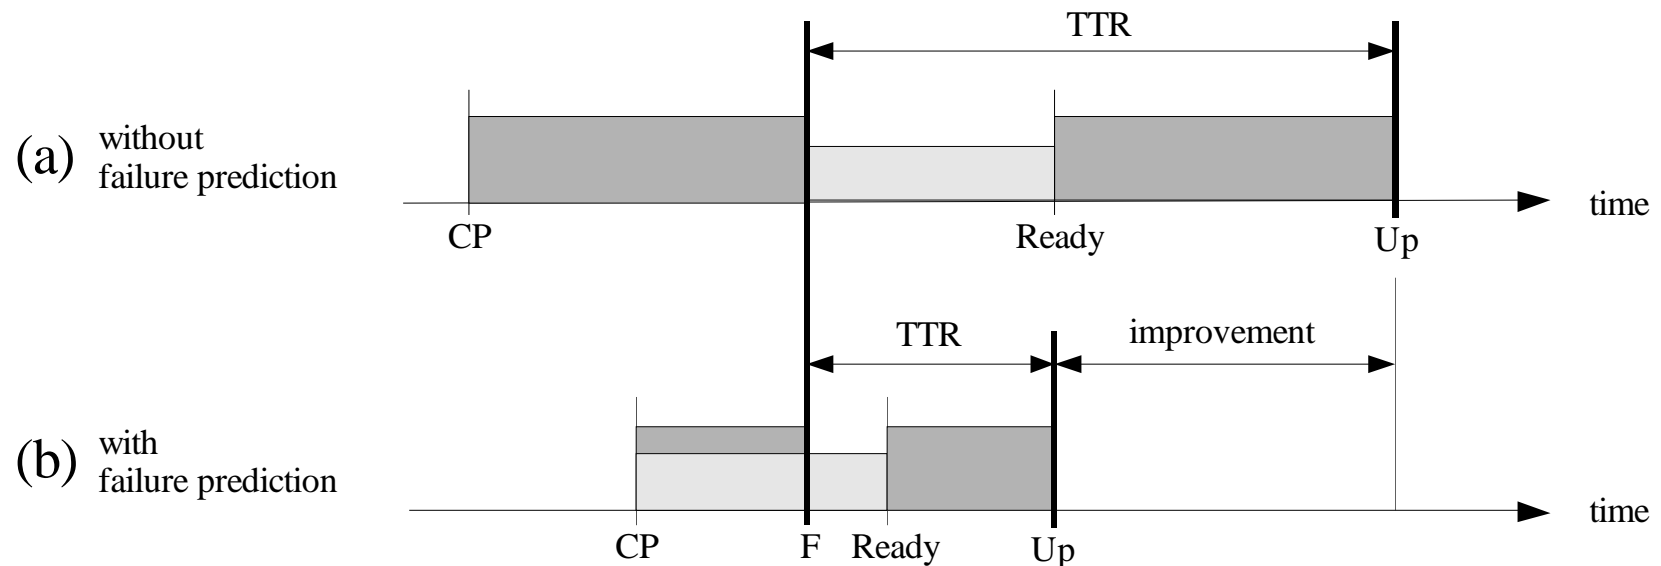 TTR
(a) without
failure prediction
time
CP
Ready
Up
TTR
improvement
(b) with
failure prediction
time
CP
F
Ready
Up